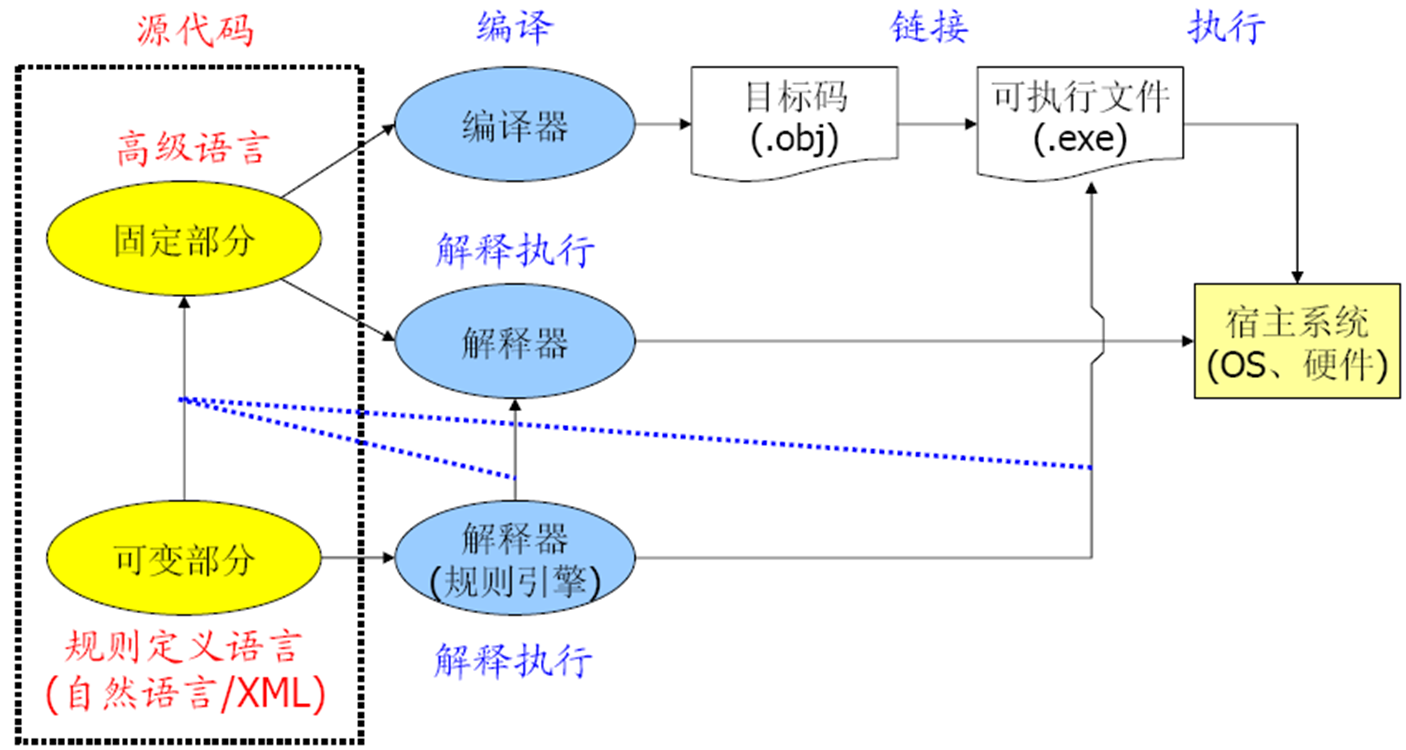 源代码
编译
链接
执行
高级语言
编译器
目标码
(.obj)
可执行文件
(.exe)
固定部分
解释执行
解释器
宿主系统
(OS、硬件)
可变部分
解释器
(规则引擎)
规则定义语言
(自然语言/XML)
解释执行